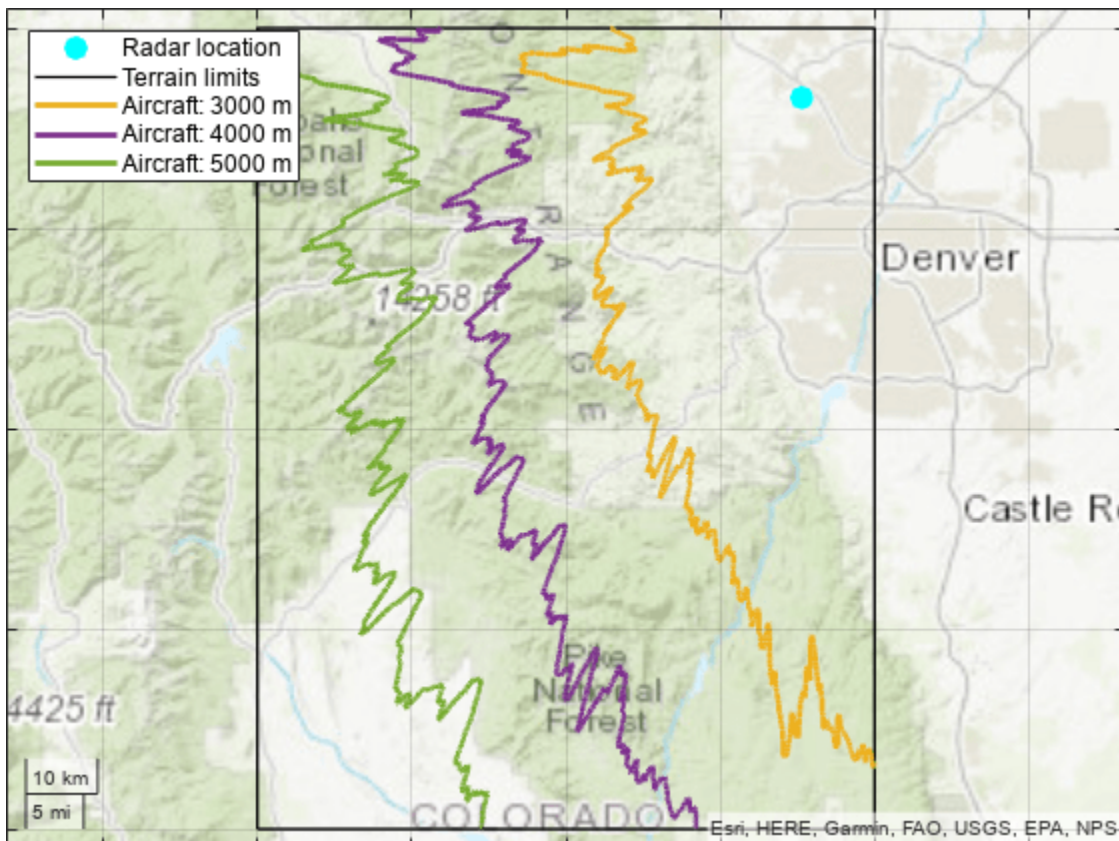 Radar location
Terrain limits
Aircraft: 3000 m
Aircraft: 4000 m
Aircraft: 5000 m
O
N
T
onal
Forest
R
A
N
G
E
Denver
14258 ft
Castle R
Pike
National
Forest
4425 ft
10 km
5 mi
COLORADO
Esri, HERE, Garmin, FAO, USGS, EPA, NPS